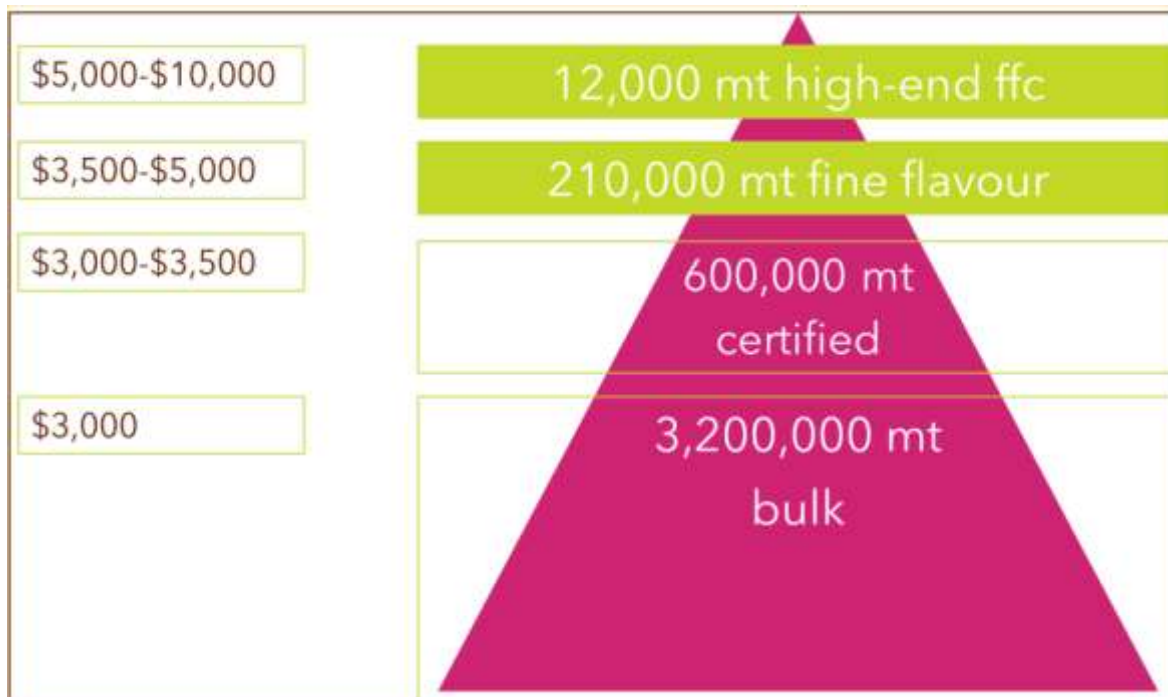 $5,000-$10,000
12,000 mt high-end ffc
$3,500-$5,000
210,000 mt fine flavour
$3,000-$3,500
600,000 mt
certified
$3,000
3,200,000 mt
bulk